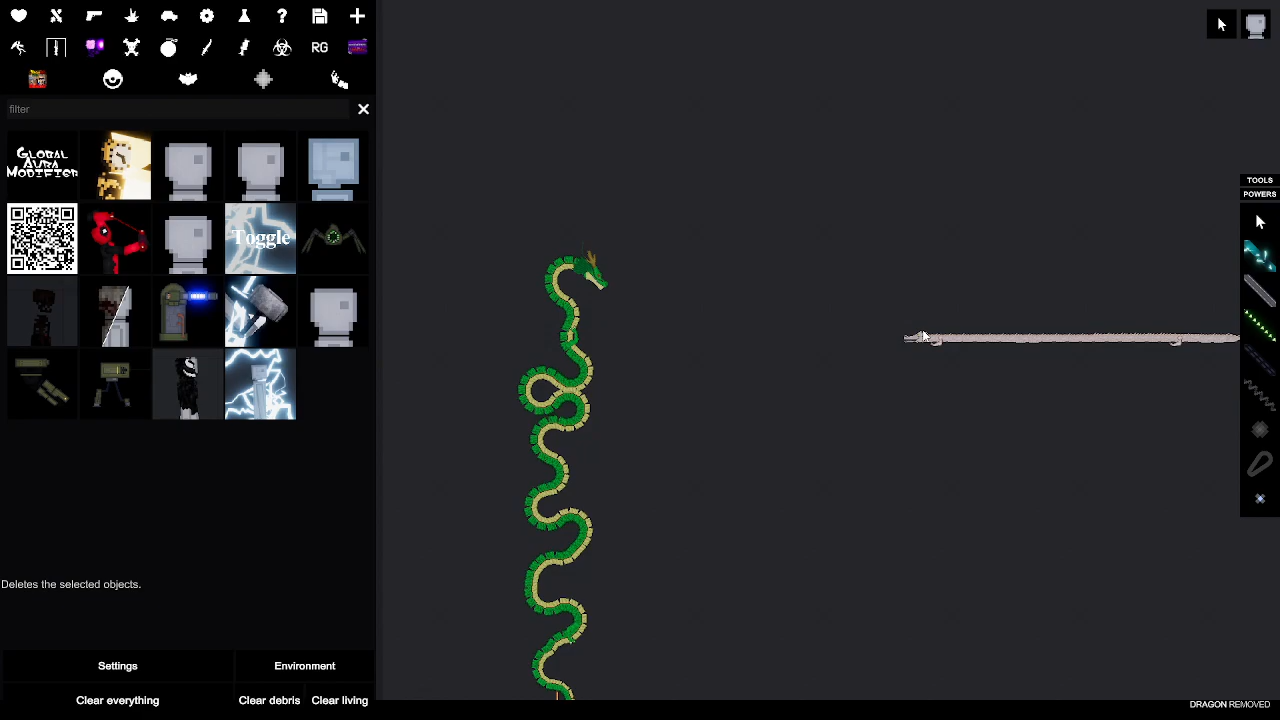 RG
filter
GLOBAL
AURA
MODIFIER
Toggle
TOOLS
POWERS
Deletes the selected objects.
Settings
Environment
Clear everything
Clear debris
Clear living
DRAGON REMOVED